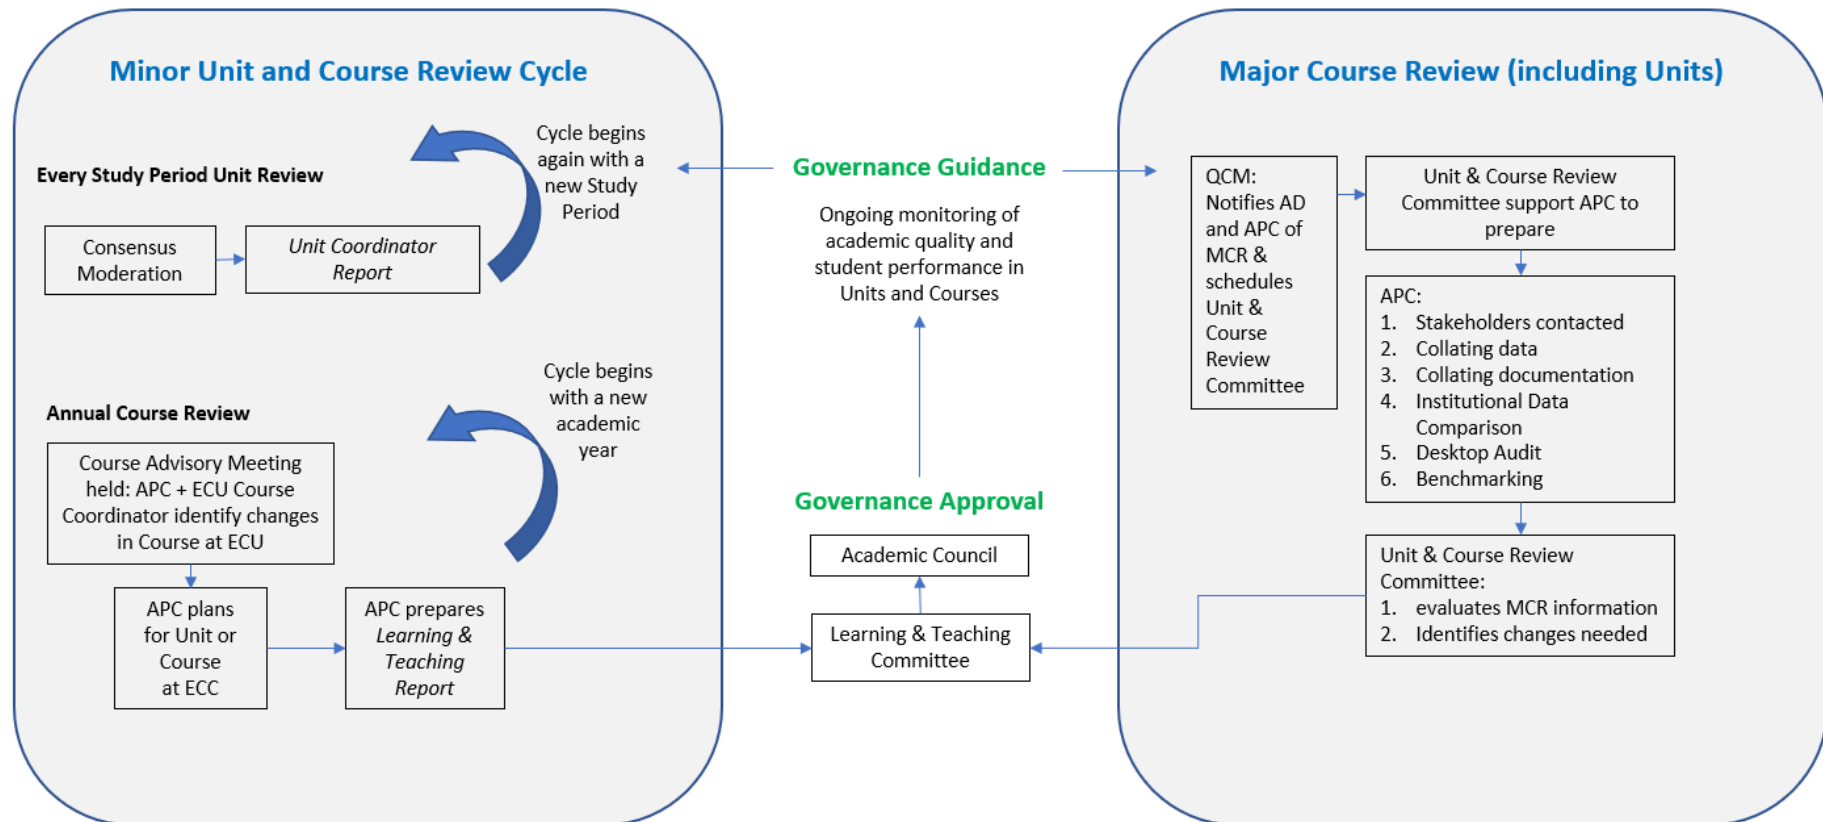 Minor Unit and Course Review Cycle
Every Study Period Unit Review
Cycle begins
again with a
new Study
Period
Consensus
Moderation
Unit Coordinator
Report
Annual Course Review
Cycle begins
with a new
academic
year
Course Advisory Meeting
held: APC + ECU Course
Coordinator identify changes
in Course at ECU
APC plans
for Unit or
Course
at ECC
APC prepares
Learning &
Teaching
Report
Governance Guidance
Ongoing monitoring of
academic quality and
student performance in
Units and Courses
Governance Approval
Academic Council
Learning & Teaching
Committee
Major Course Review (including Units)
QCM:
Notifies AD
and APC of
MCR &
schedules
Unit &
Course
Review
Committee
Unit & Course Review
Committee support APC to
prepare
APC:
1. Stakeholders contacted
2. Collating data
3. Collating documentation
4. Institutional Data
Comparison
5. Desktop Audit
6. Benchmarking
Unit & Course Review
Committee:
1. evaluates MCR information
2. Identifies changes needed